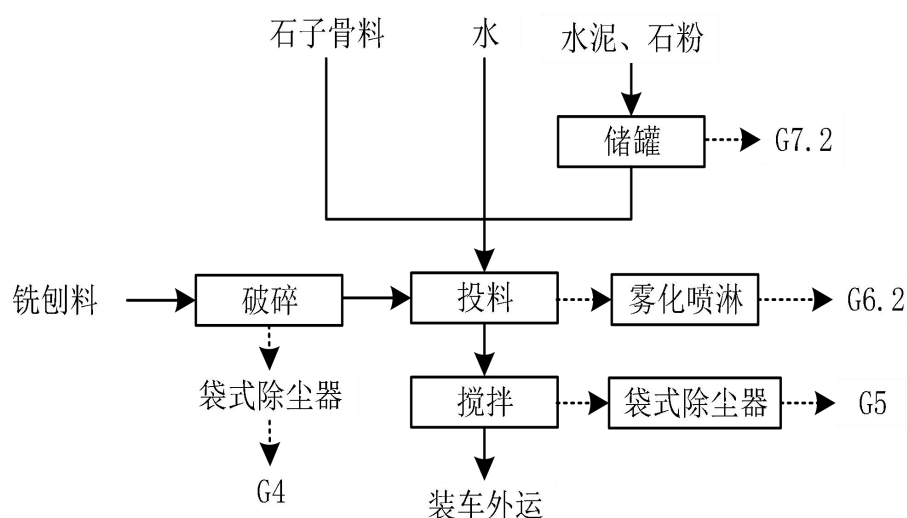 石子骨料
水
水泥、石粉
储罐
G7.2
铣刨料
破碎
投料
雾化喷淋
G6.2
袋式除尘器
搅拌
袋式除尘器
G5
G4
装车外运